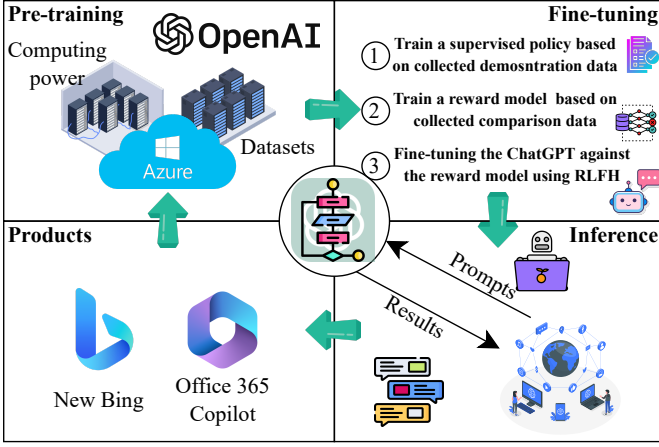 Pre-training
Computing
power
OpenAI
Azure
Datasets
Fine-tuning
1 Train a supervised policy based
on collected demosntration data
2 Train a reward model based on
collected comparison data
3 Fine-tuning the ChatGPT against
the reward model using RLFH
Products
New Bing
Office 365
Copilot
Inference
Prompts
Results